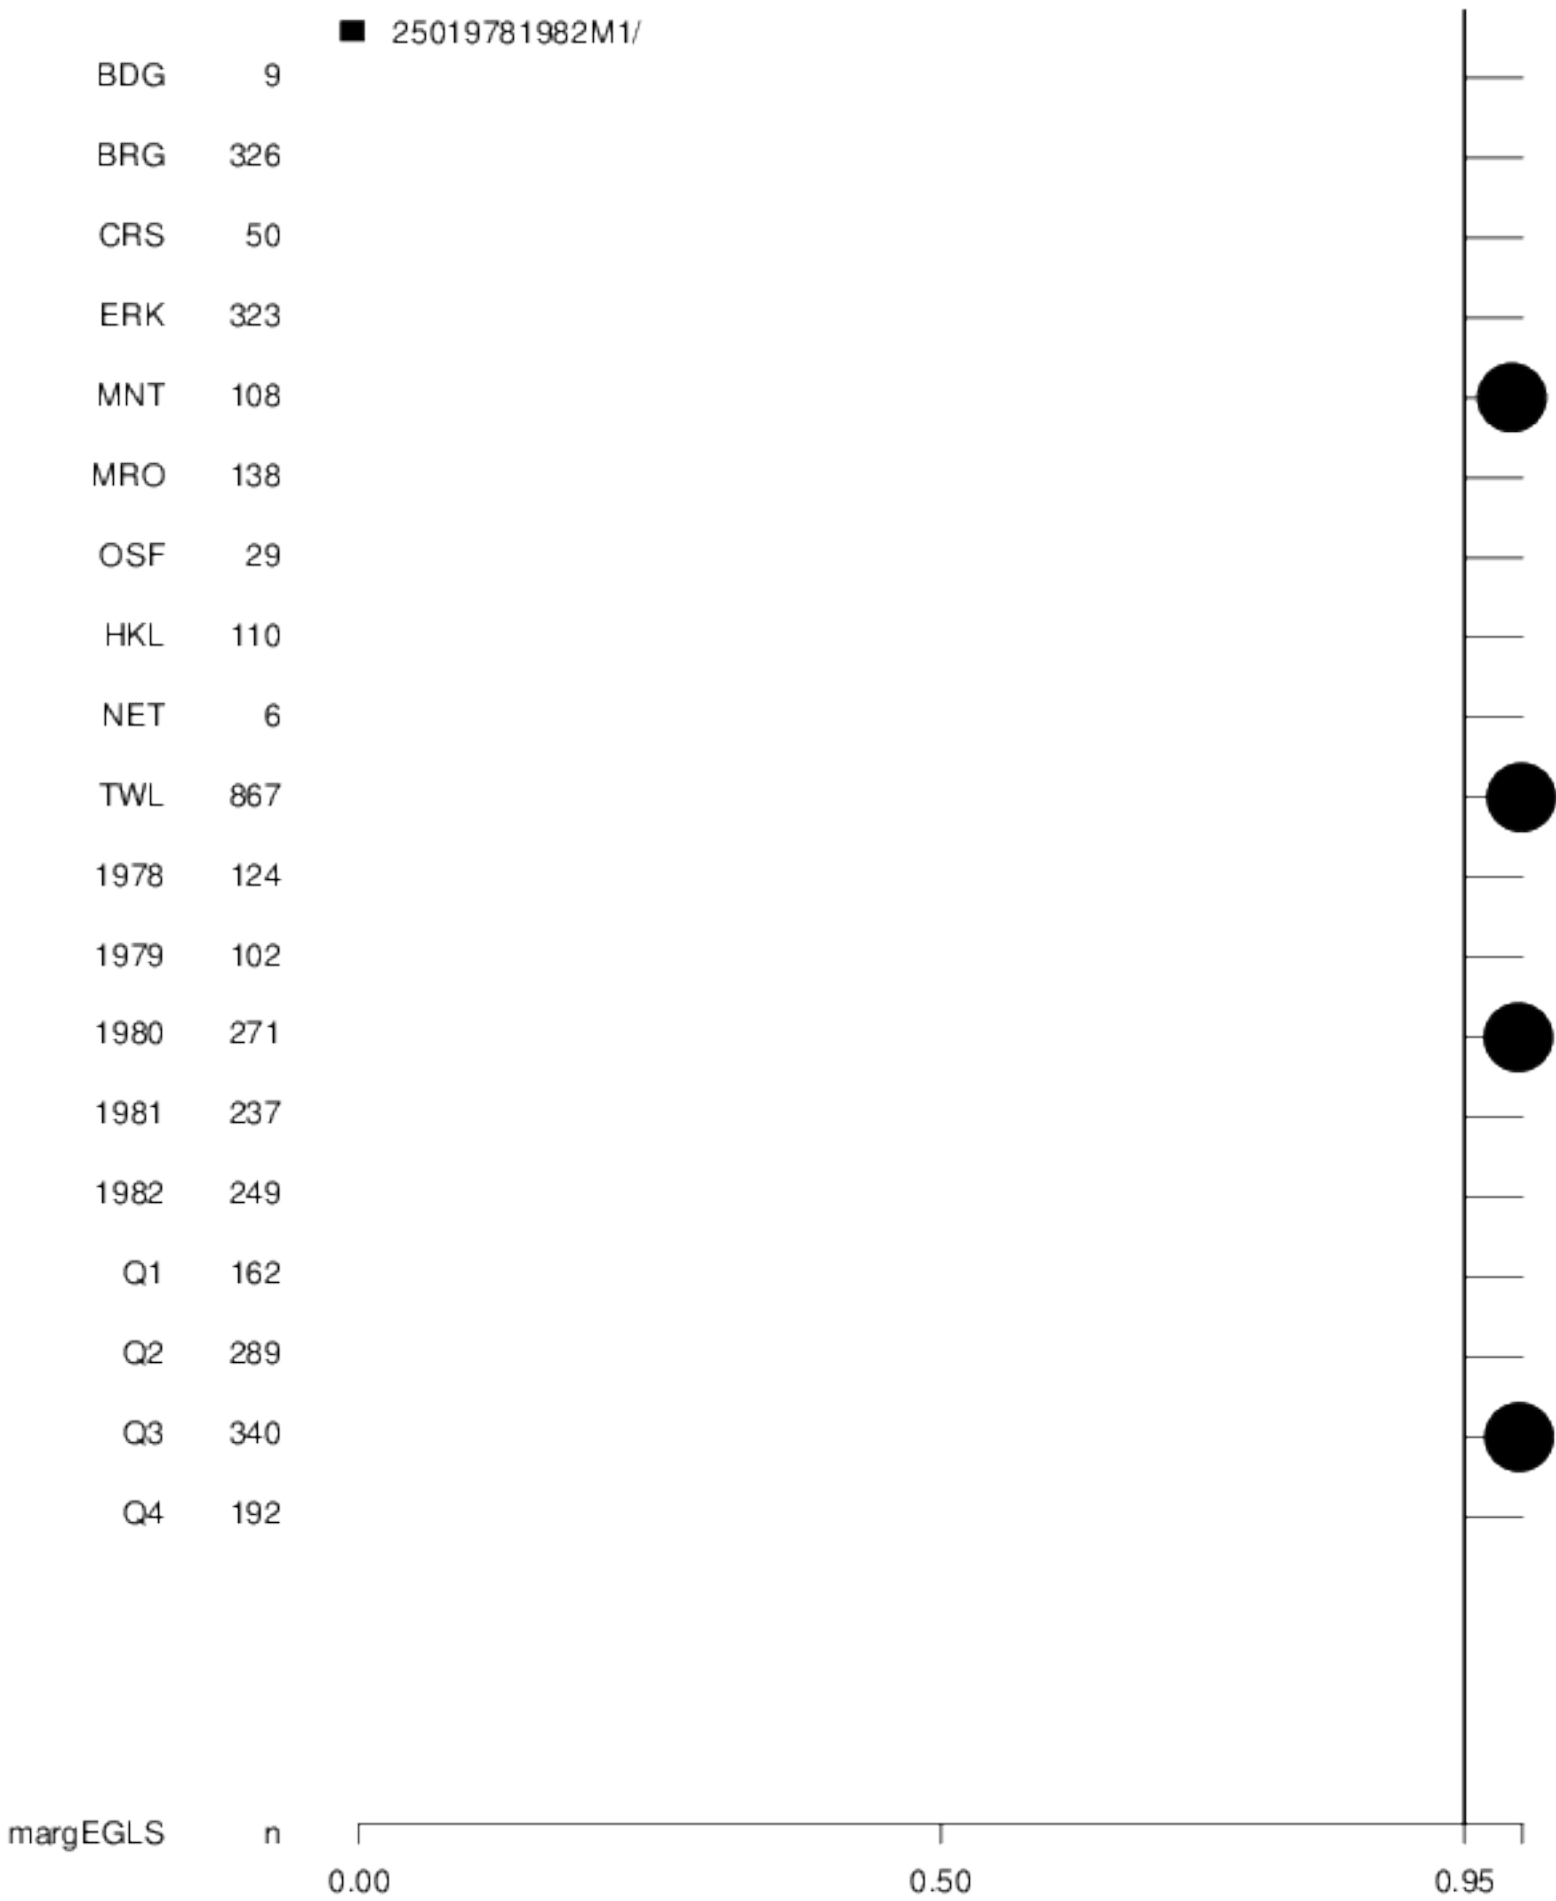 25019781982M1/
BDG 9
BRG 326
CRS 50
ERK 323
MNT 108
MRO 138
OSF 29
HKL 110
NET 6
TWL 867
1978 124
1979 102
1980 271
1981 237
1982 249
Q1 162
Q2 289
Q3 340
Q4 192
margEGLS n
0.00 0.50 0.95